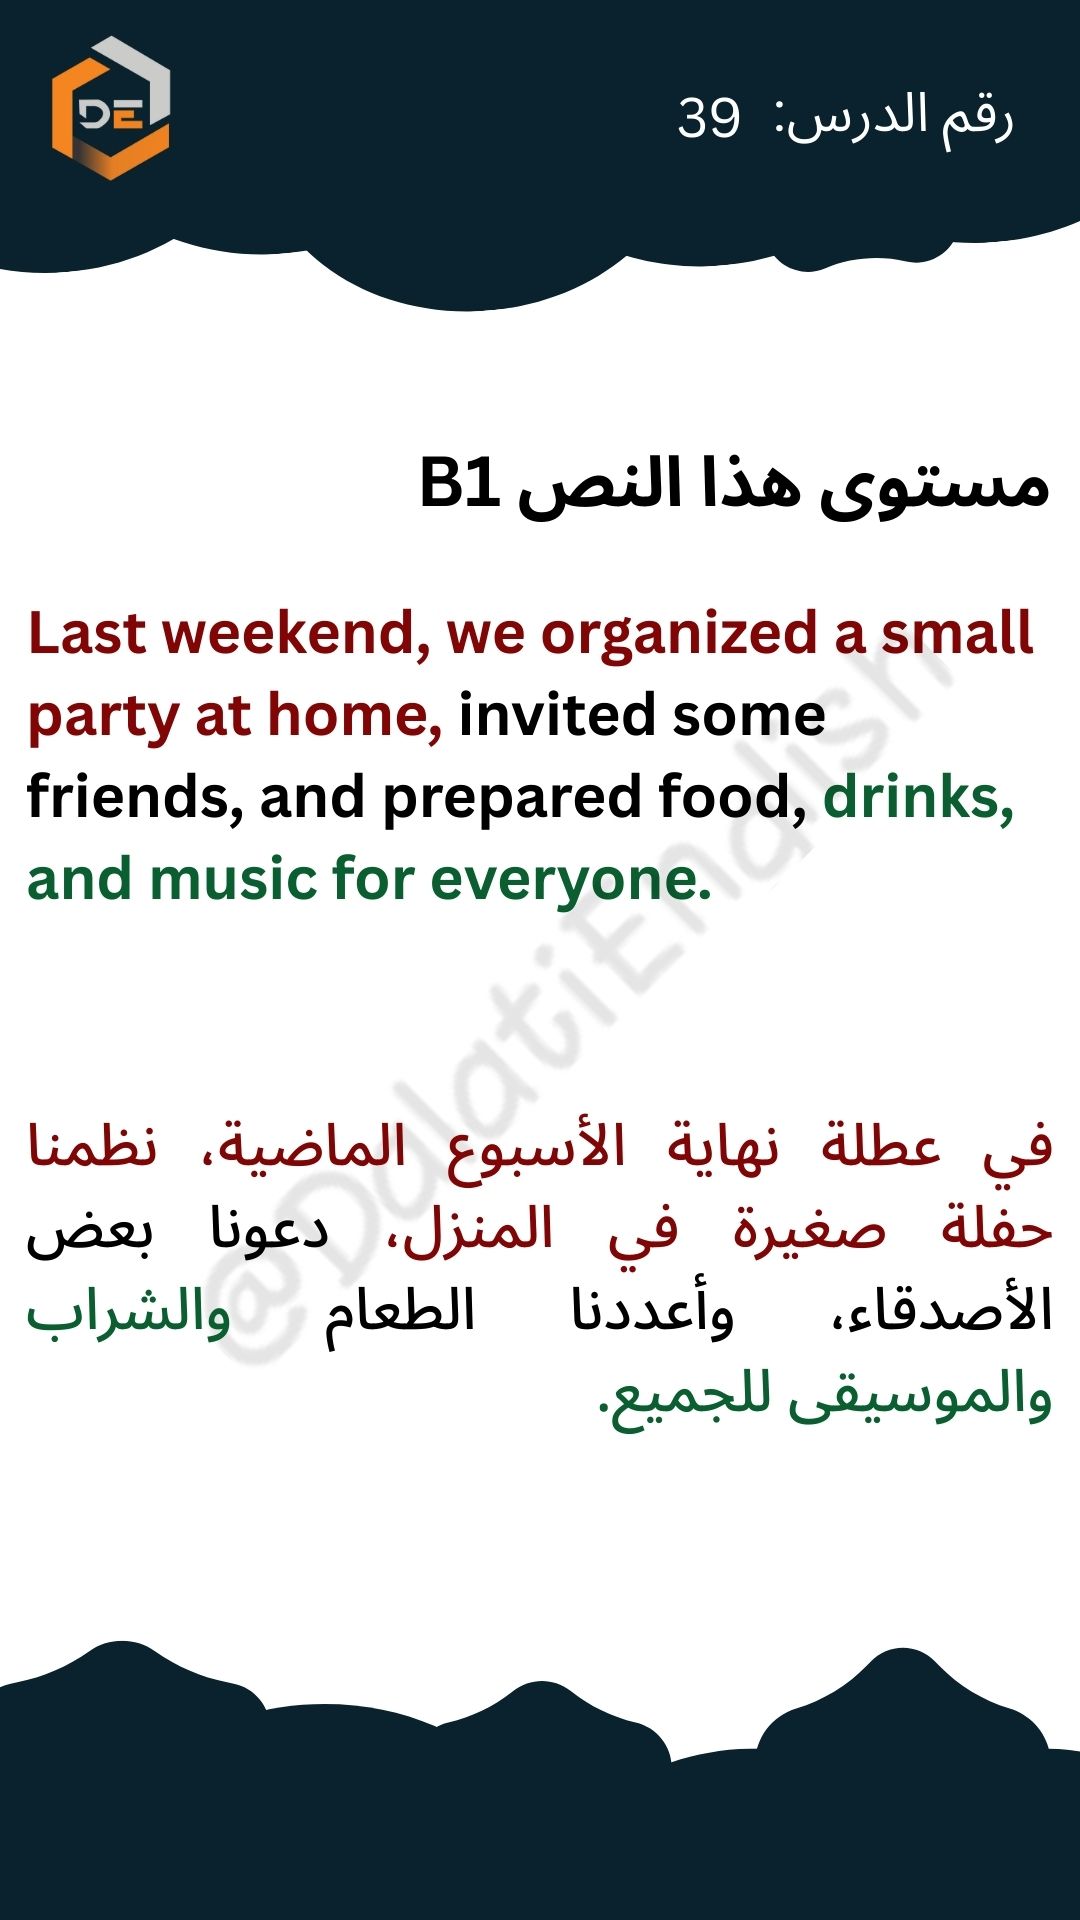 DE
رقم الدرس: 39
مستوى هذا النص B1
Last weekend, we organized a small
party at home, invited some
friends, and prepared food, drinks,
and music for everyone.
@DalatiEnglish
في عطلة نهاية الأسبوع الماضية، نظمنا
حفلة صغيرة في المنزل، دعونا بعض
الأصدقاء، وأعددنا الطعام والشراب
والموسيقى للجميع.